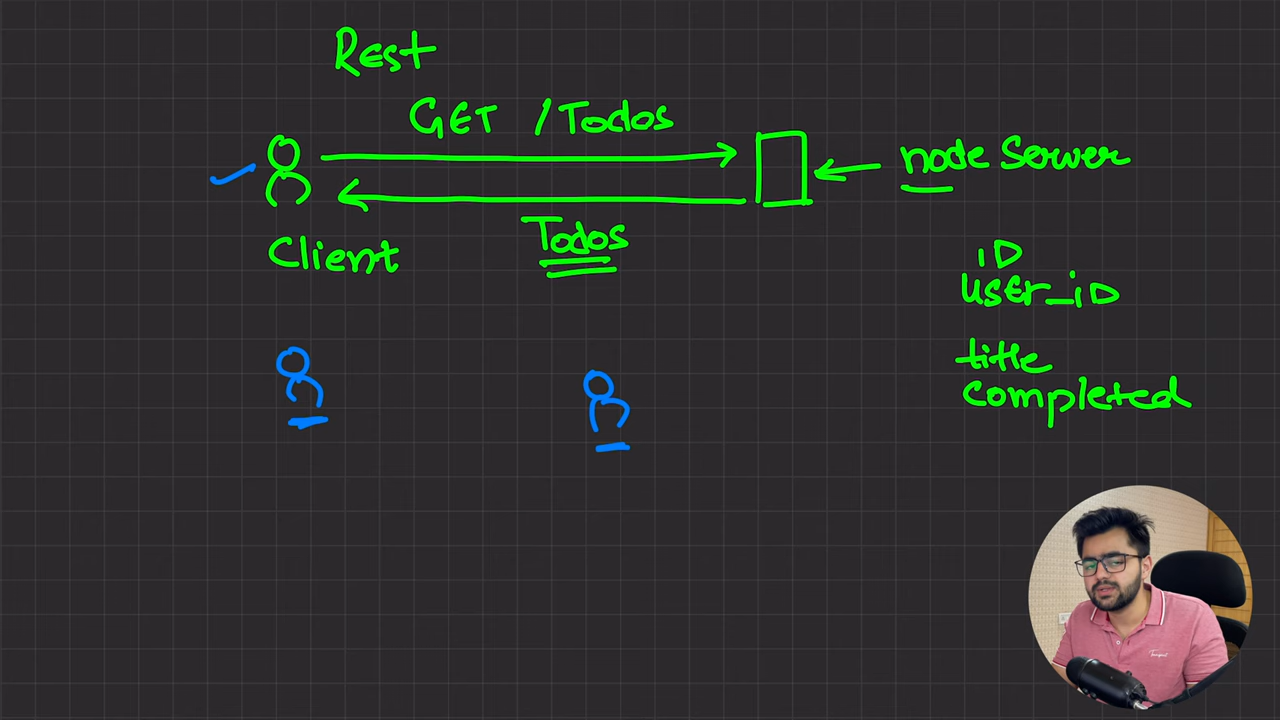 Rest
GET /Todos
node Server
Todos
Client
iD
user_iD
title
completed